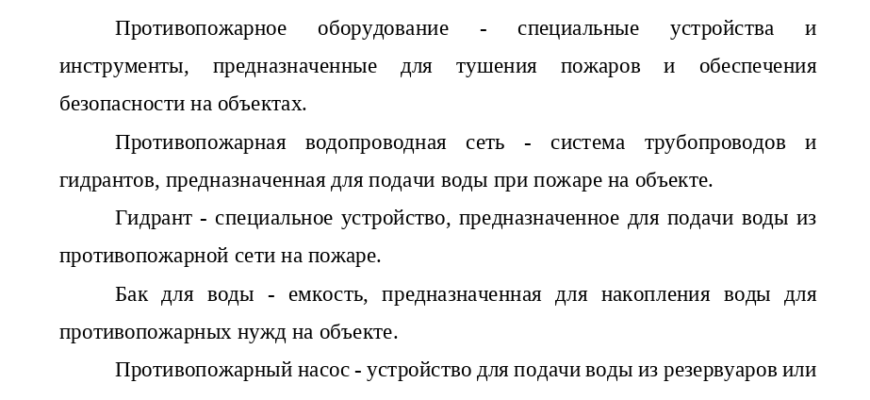 Противопожарное оборудование - специальные устройства и
инструменты, предназначенные для тушения пожаров и обеспечения
безопасности на объектах.
Противопожарная водопроводная сеть - система трубопроводов и
гидрантов, предназначенная для подачи воды при пожаре на объекте.
Гидрант - специальное устройство, предназначенное для подачи воды из
противопожарной сети на пожаре.
Бак для воды - емкость, предназначенная для накопления воды для
противопожарных нужд на объекте.
Противопожарный насос - устройство для подачи воды из резервуаров или